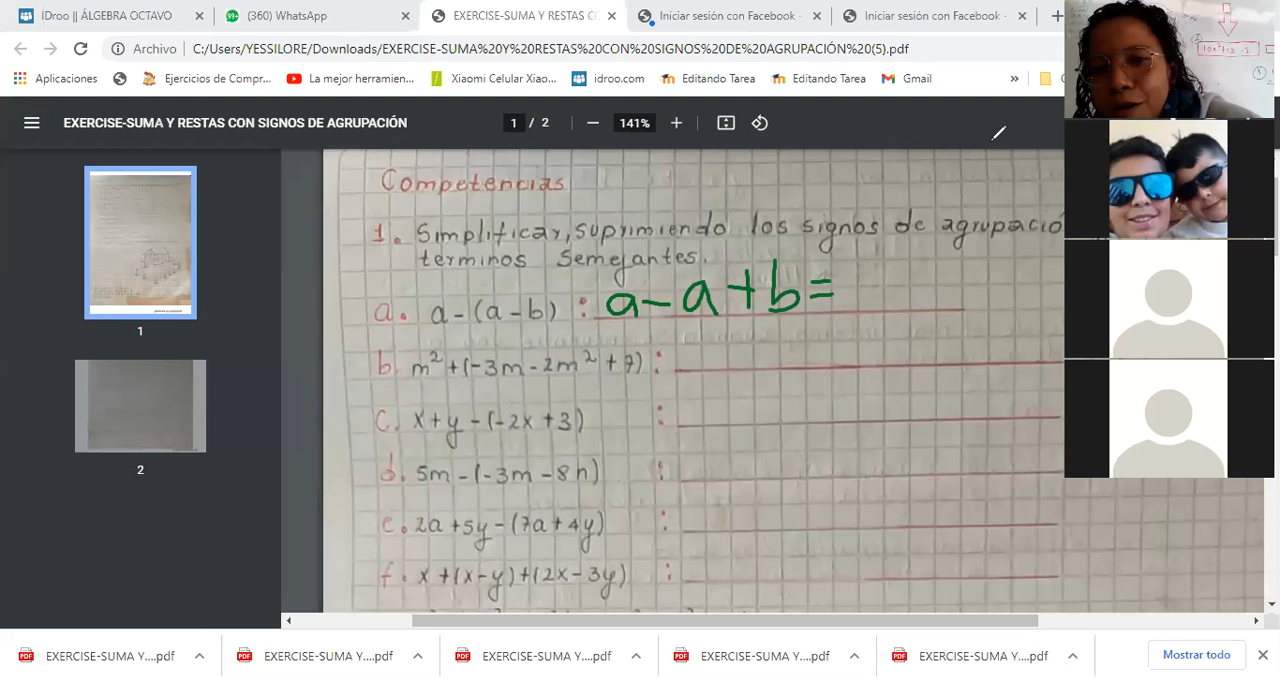 IDroo || ÁLGEBRA OCTAVO
(360) WhatsApp
EXERCISE-SUMA Y RESTAS CO
Iniciar sesión con Facebook -
Iniciar sesión con Facebook -
Archivo | C:/Users/YESSILORE/Downloads/EXERCISE-SUMA%20Y%20RESTAS%20CON%20SIGNOS%20DE%20AGRUPACIÓN%20(5).pdf
Aplicaciones
Ejercicios de Compr...
La mejor herramien...
Xiaomi Celular Xiao...
idroo.com
Editando Tarea
Editando Tarea
Gmail
»
EXERCISE-SUMA Y RESTAS CON SIGNOS DE AGRUPACIÓN
1 / 2
141%
Competencias
1. Simplificar, suprimiendo los signos de agrupació
terminos semejantes.
a. a-(a-b) : a-a+b=
b. m²+(-3m-2m²+7) :
c. x+y-(-2x+3) :
d. 5m-(-3m-8n) :
e. 2a+5y-(7a+4y) :
f. x+(x-y)+(2x-3y) :
1
2
EXERCISE-SUMA Y....pdf
EXERCISE-SUMA Y....pdf
EXERCISE-SUMA Y....pdf
EXERCISE-SUMA Y....pdf
EXERCISE-SUMA Y....pdf
Mostrar todo